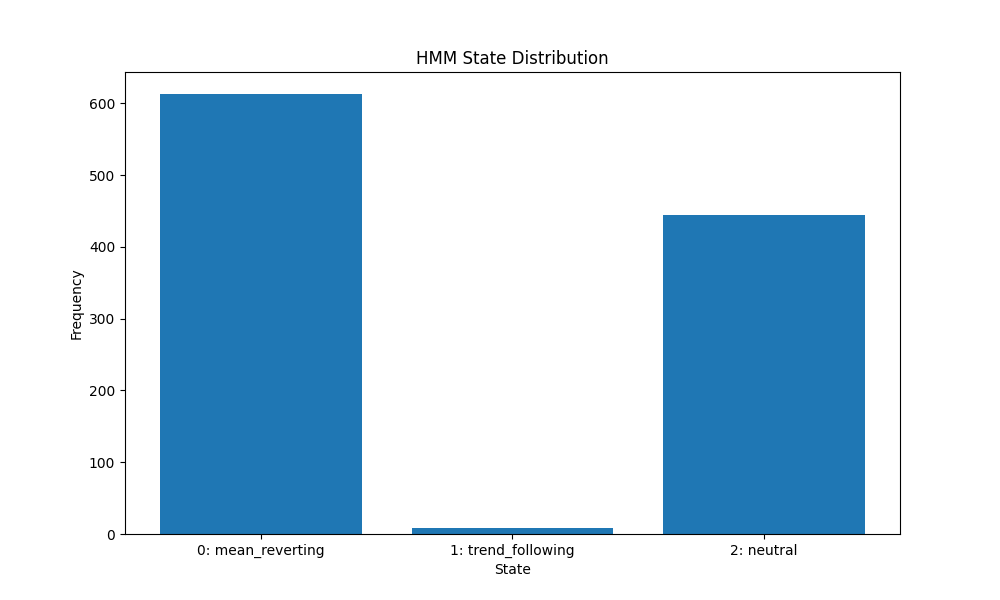 HMM State Distribution
600
500
400
300
200
100
0
Frequency
0: mean_reverting
1: trend_following
2: neutral
State